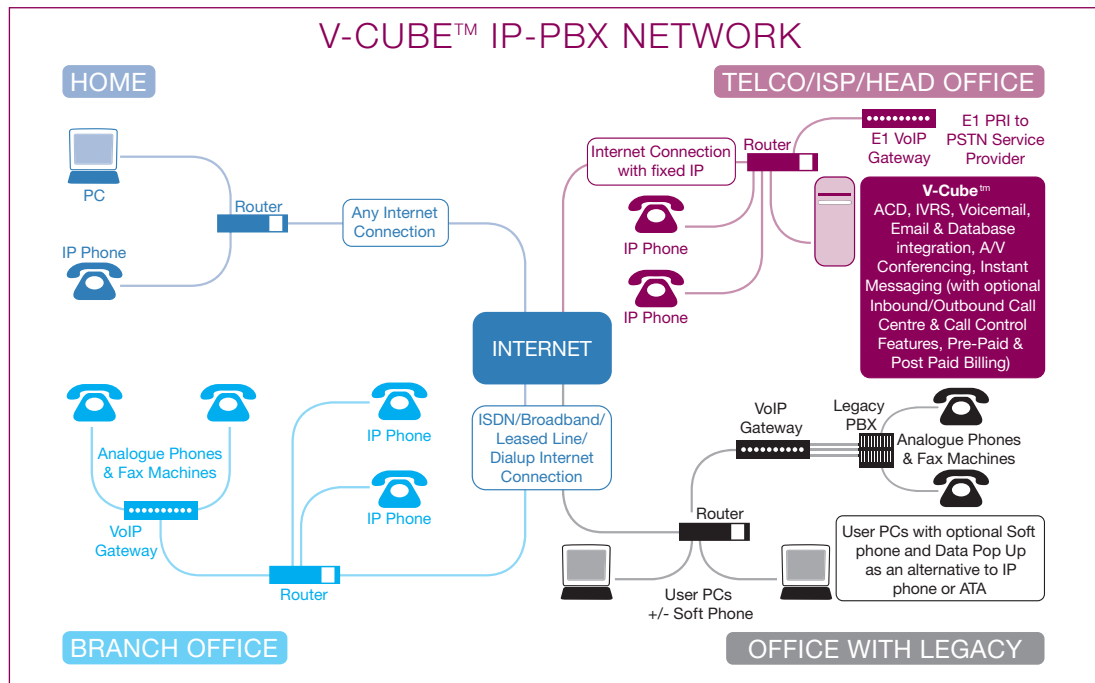 V-CUBE™ IP-PBX NETWORK
HOME
PC
Router
IP Phone
Any Internet
Connection
TELCO/ISP/HEAD OFFICE
Internet Connection
with fixed IP
Router
E1 VoIP
Gateway
E1 PRI to
PSTN Service
Provider
IP Phone
IP Phone
V-Cube™
ACD, IVRS, Voicemail,
Email & Database
integration, A/V
Conferencing, Instant
Messaging (with optional
Inbound/Outbound Call
Centre & Call Control
Features, Pre-Paid &
Post Paid Billing)
INTERNET
ISDN/Broadband/
Leased Line/
Dialup Internet
Connection
Analogue Phones
& Fax Machines
VoIP
Gateway
IP Phone
IP Phone
Router
BRANCH OFFICE
VoIP
Gateway
Legacy
PBX
Analogue Phones
& Fax Machines
Router
User PCs
+/- Soft Phone
User PCs with optional Soft
phone and Data Pop Up
as an alternative to IP
phone or ATA
OFFICE WITH LEGACY